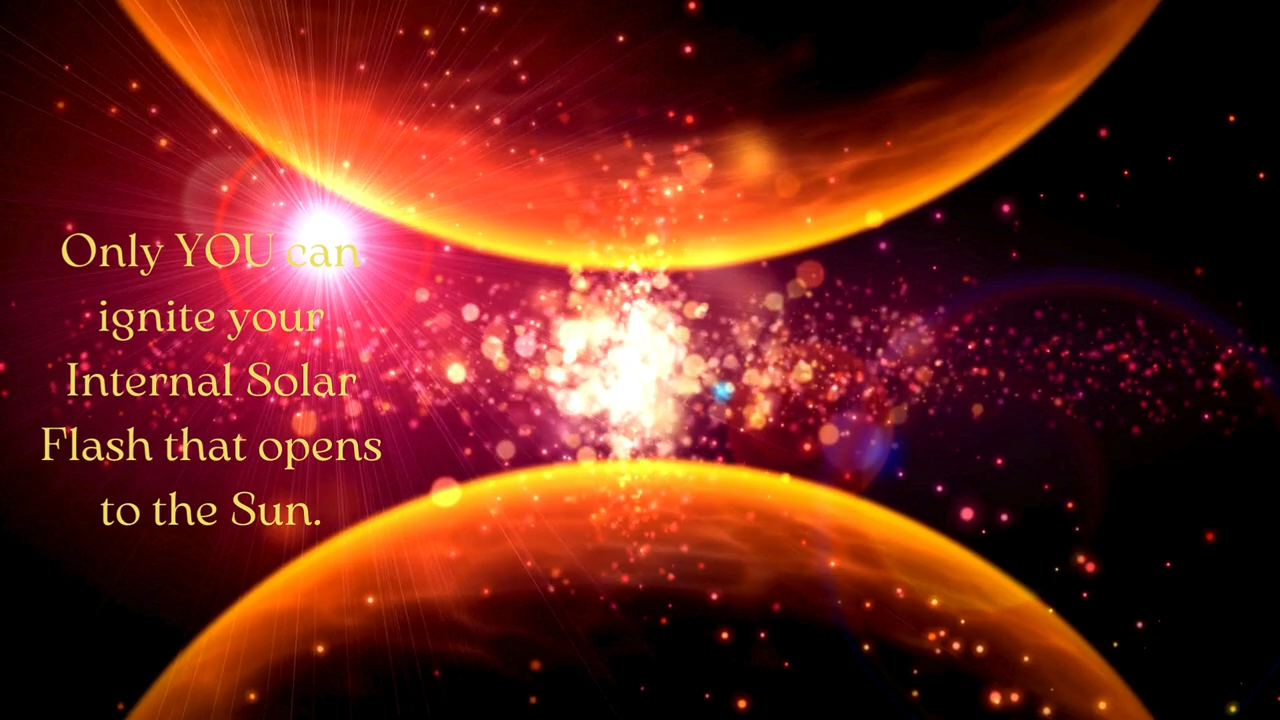 Only YOU can
ignite your
Internal Solar
Flash that opens
to the Sun.